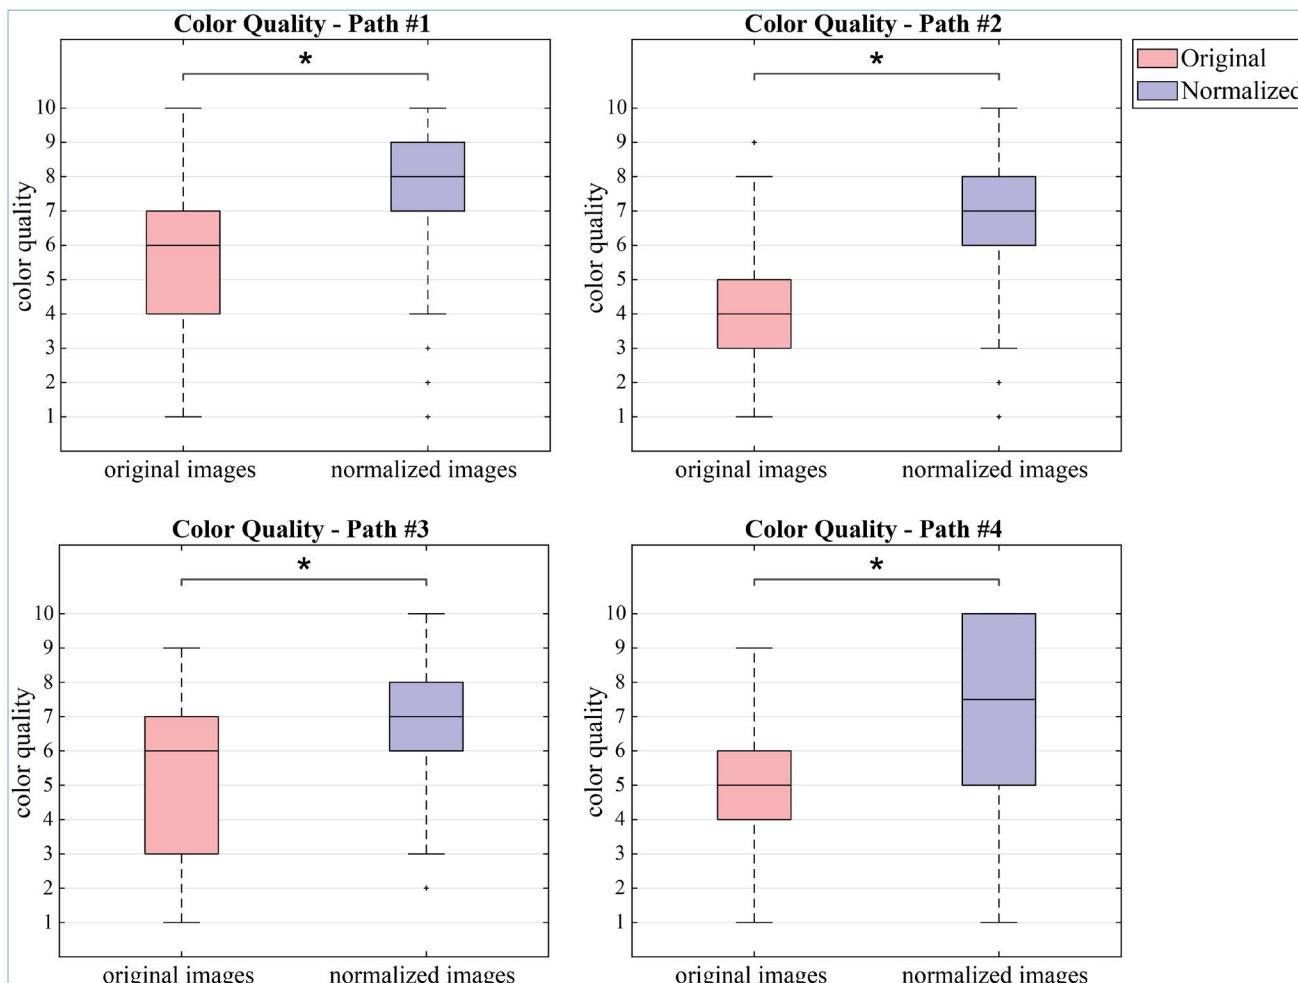 Color Quality - Path #1
*
10
9
8
7
6
5
4
3
2
1
color quality
original images
normalized images
Color Quality - Path #2
*
10
9
8
7
6
5
4
3
2
1
color quality
original images
normalized images
Original
Normalized
Color Quality - Path #3
*
10
9
8
7
6
5
4
3
2
1
color quality
original images
normalized images
Color Quality - Path #4
*
10
9
8
7
6
5
4
3
2
1
color quality
original images
normalized images